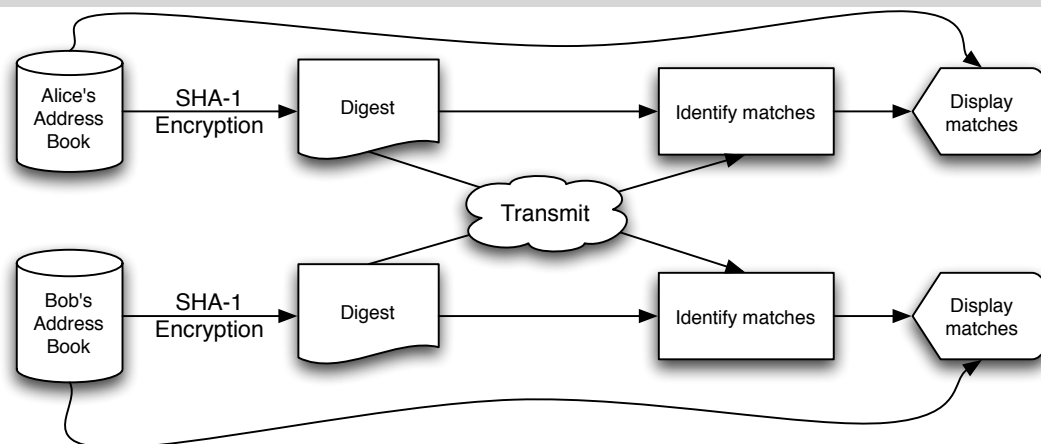 Alice's
Address
Book
SHA-1
Encryption
Digest
Identify matches
Display
matches
Transmit
Bob's
Address
Book
SHA-1
Encryption
Digest
Identify matches
Display
matches